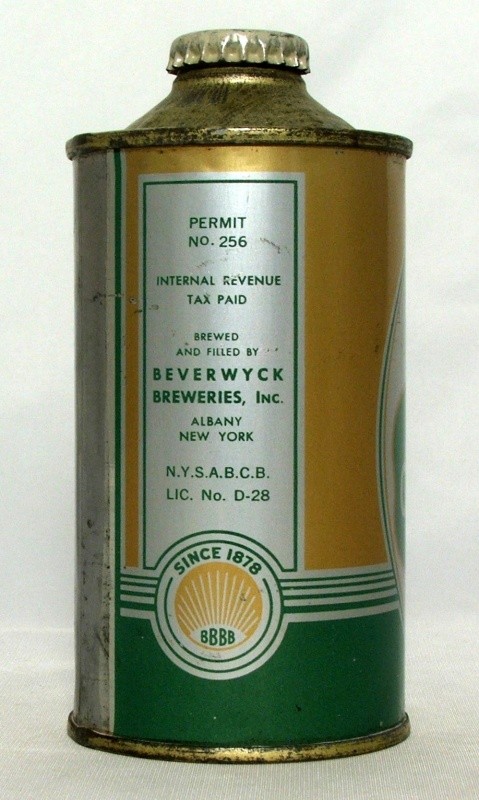 PERMIT
No. 256
INTERNAL REVENUE
TAX PAID
BREWED
AND FILLED BY
BEVERWYCK
BREWERIES, INC.
ALBANY
NEW YORK
N.Y.S.A.B.C.B.
LIC. No. D-28
SINCE 1878
BBBB